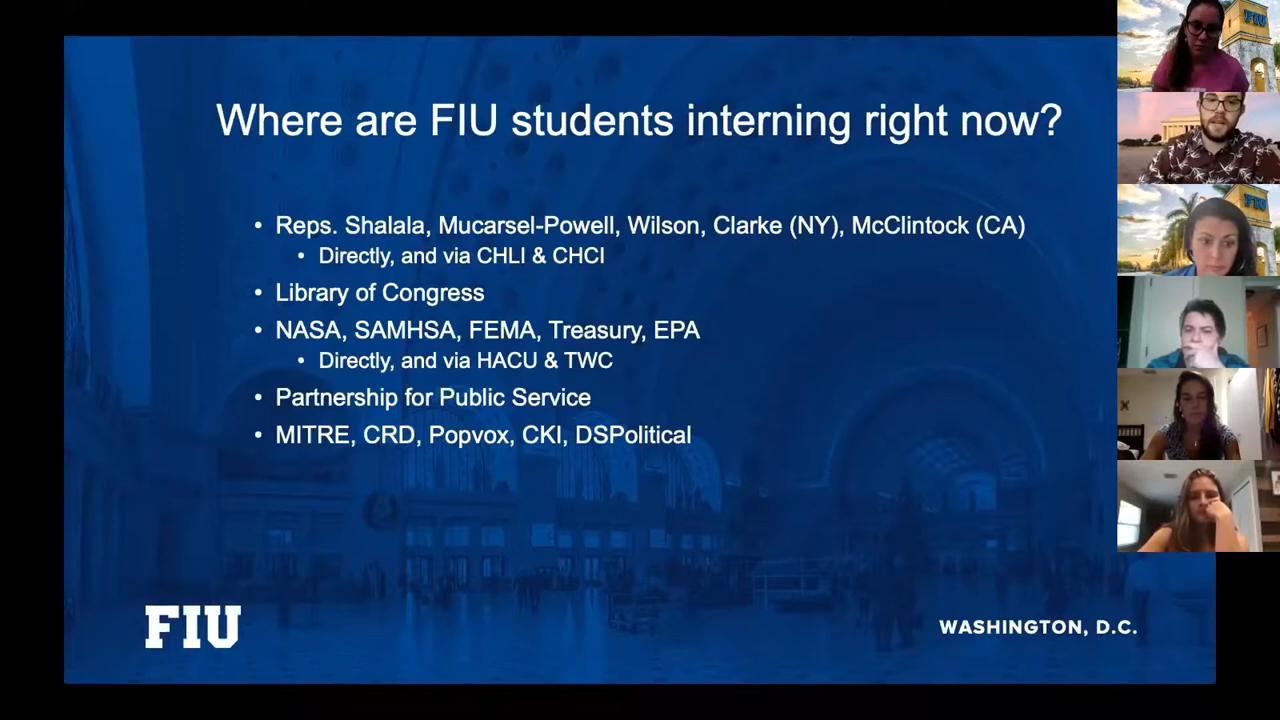 Where are FIU students interning right now?
• Reps. Shalala, Mucarsel-Powell, Wilson, Clarke (NY), McClintock (CA)
• Directly, and via CHLI & CHCI
• Library of Congress
• NASA, SAMHSA, FEMA, Treasury, EPA
• Directly, and via HACU & TWC
• Partnership for Public Service
• MITRE, CRD, Popvox, CKI, DSPolitical
FIU
WASHINGTON, D.C.
FIU
FIU